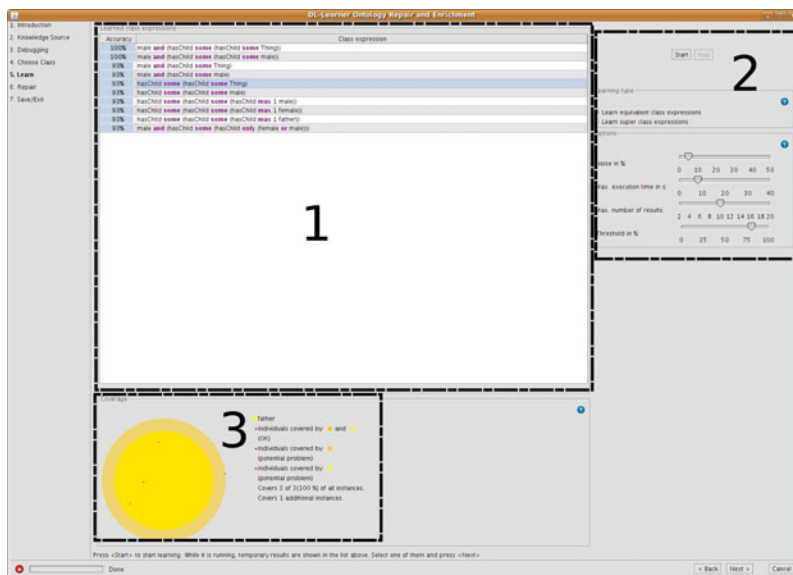 DL-Learner Ontology Repair and Enrichment
1. Introduction
2. Knowledge Source
3. Debugging
4. Choose Class
5. Learn
6. Repair
7. Save/Exit
Learned class expressions
Accuracy Class expression
100% male and (hasChild some (hasChild some Thing))
100% male and (hasChild some (hasChild some male))
93% male and (hasChild some Thing)
93% male and (hasChild some male)
93% hasChild some (hasChild some Thing)
93% hasChild some (hasChild some male)
93% hasChild some (hasChild some (hasChild max 1 male))
93% hasChild some (hasChild some (hasChild max 1 female))
93% hasChild some (hasChild some (hasChild max 1 father))
93% male and (hasChild some (hasChild only (female or male)))
1
Start Stop
2
Learning type
Learn equivalent class expressions
Learn super class expressions
Options
Noise in %:
0 10 20 30 40 50
Max. execution time in s:
0 10 20 30 40
Max. number of results:
2 4 6 8 10 12 14 16 18 20
Threshold in %:
0 25 50 75 100
Coverage
3
father
individuals covered by and
(OK)
individuals covered by
(potential problem)
individuals covered by
(potential problem)
Covers 3 of 3(100 %) of all instances.
Covers 1 additional instances.
Press <Start> to start learning. While it is running, temporary results are shown in the list above. Select one of them and press <Next>
Done
< Back Next > Cancel